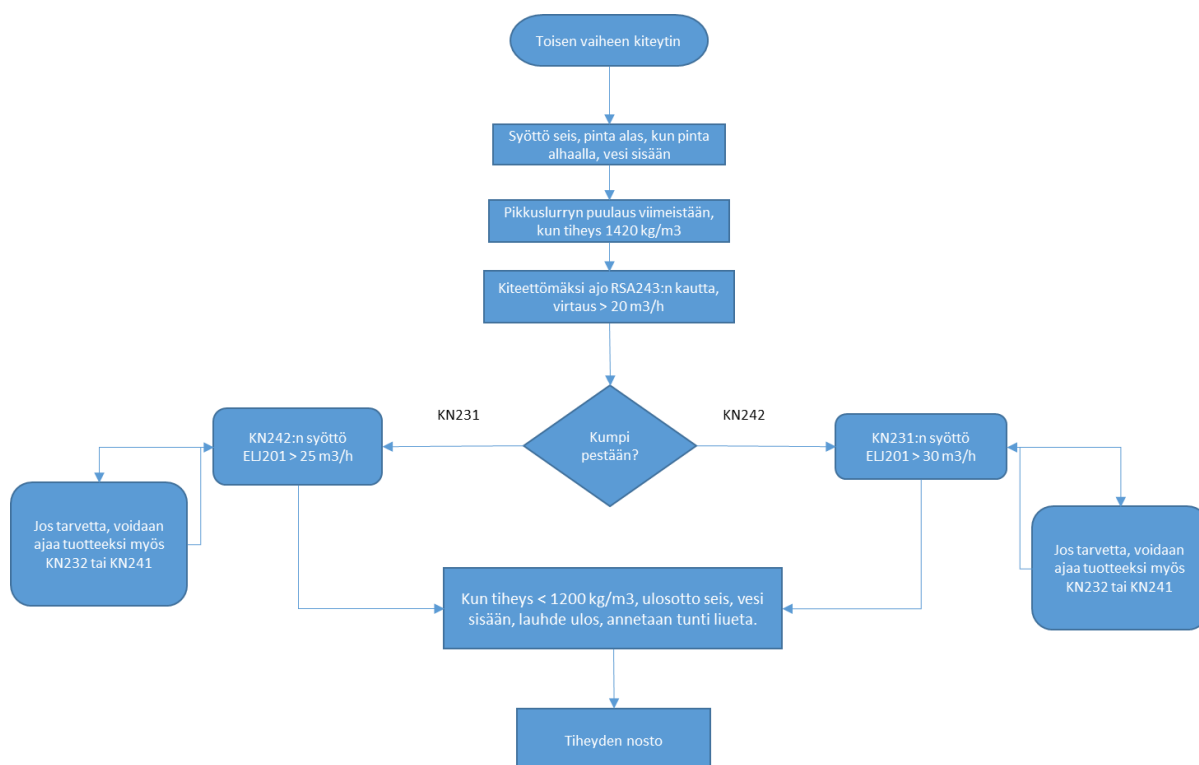 Toisen vaiheen kiteytin
Syöttö seis, pinta alas, kun pinta
alhaalla, vesi sisään
Pikkuslurryn puulaus viimeistään,
kun tiheys 1420 kg/m3
Kiteettömäksi ajo RSA243:n kautta,
virtaus > 20 m3/h
KN231
KN242
KN242:n syöttö
ELJ201 > 25 m3/h
Kumpi
pestään?
KN231:n syöttö
ELJ201 > 30 m3/h
Jos tarvetta, voidaan
ajaa tuotteeksi myös
KN232 tai KN241
Jos tarvetta, voidaan
ajaa tuotteeksi myös
KN232 tai KN241
Kun tiheys < 1200 kg/m3, ulosotto seis, vesi
sisään, lauhde ulos, annetaan tunti liueta.
Tiheyden nosto